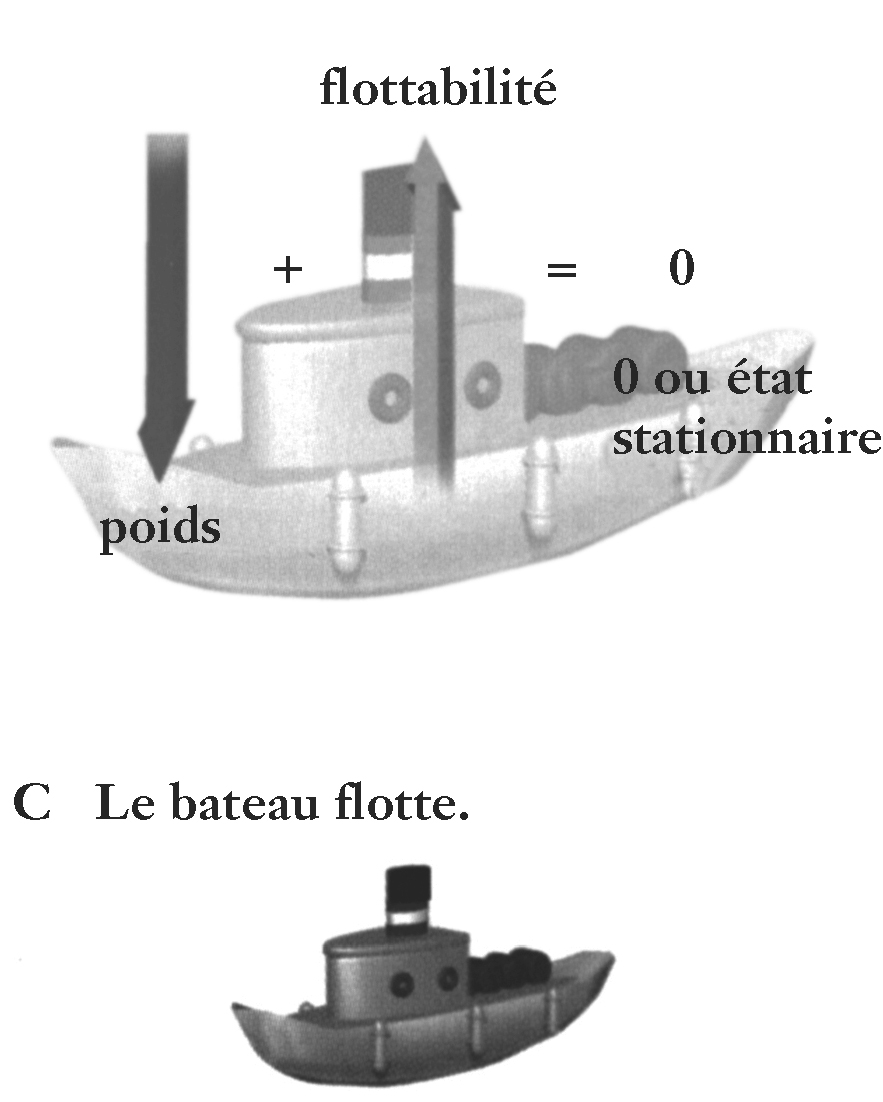 flottabilité
+ = 0
0 ou état
stationnaire
poids
C Le bateau flotte.